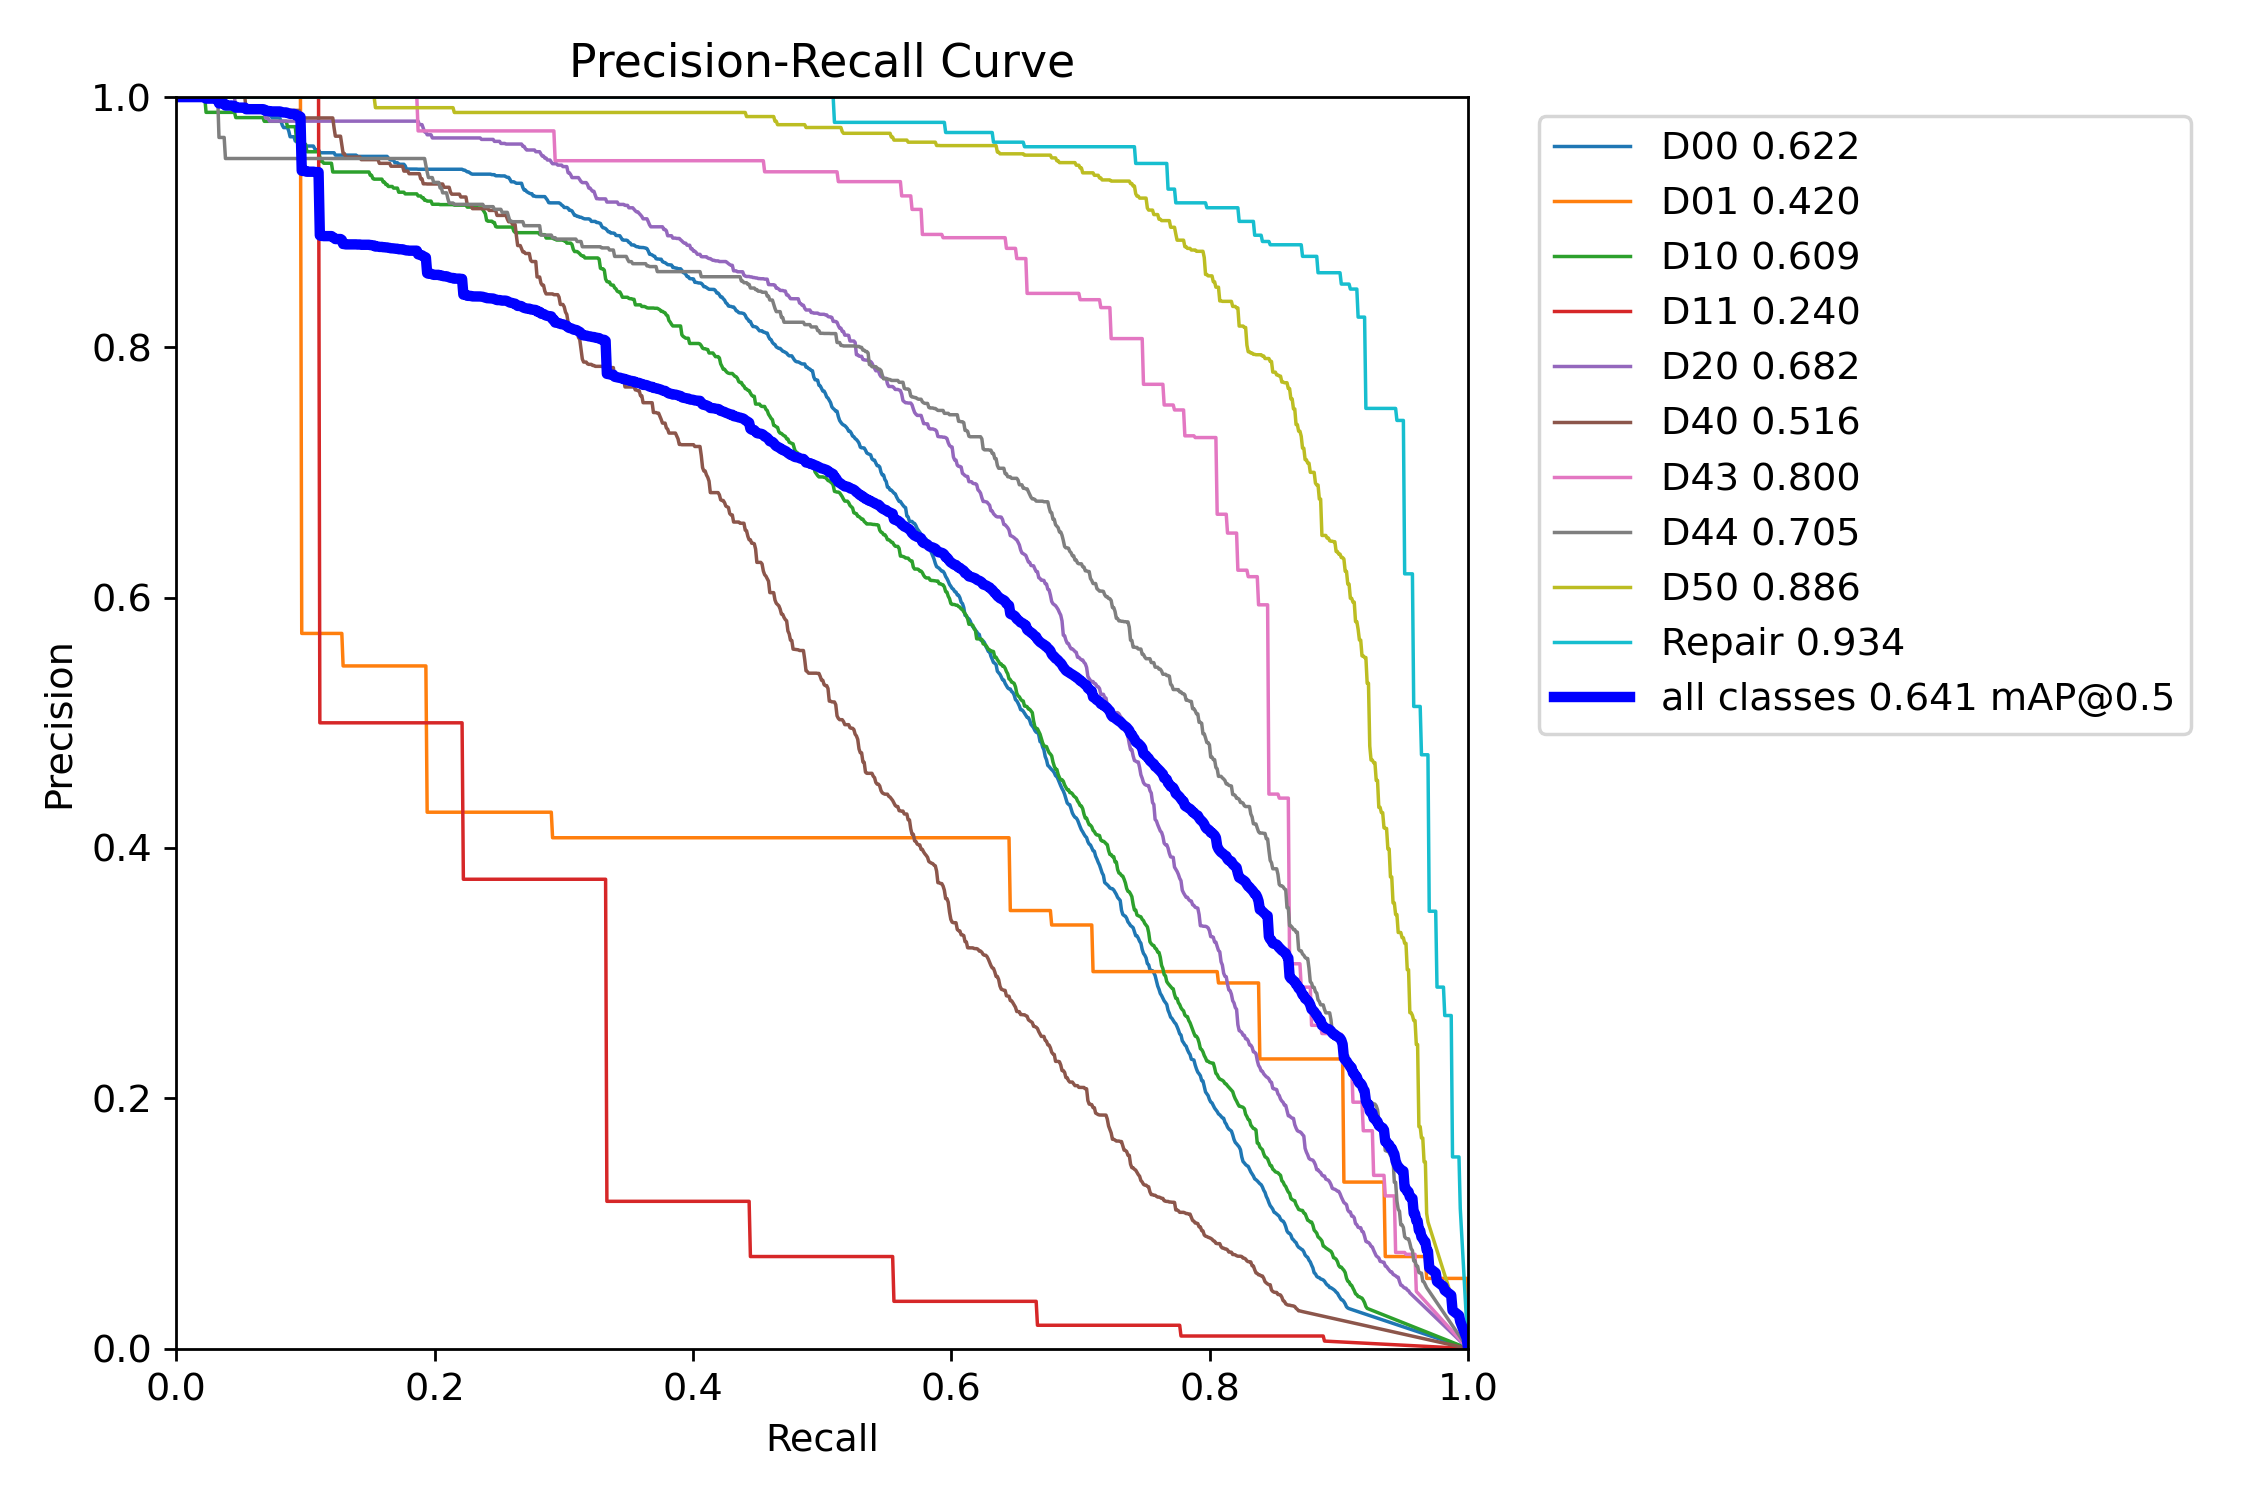 Precision-Recall Curve
1.0
0.8
0.6
0.4
0.2
0.0
Precision
0.0 0.2 0.4 0.6 0.8 1.0
Recall
D00 0.622
D01 0.420
D10 0.609
D11 0.240
D20 0.682
D40 0.516
D43 0.800
D44 0.705
D50 0.886
Repair 0.934
all classes 0.641 mAP@0.5